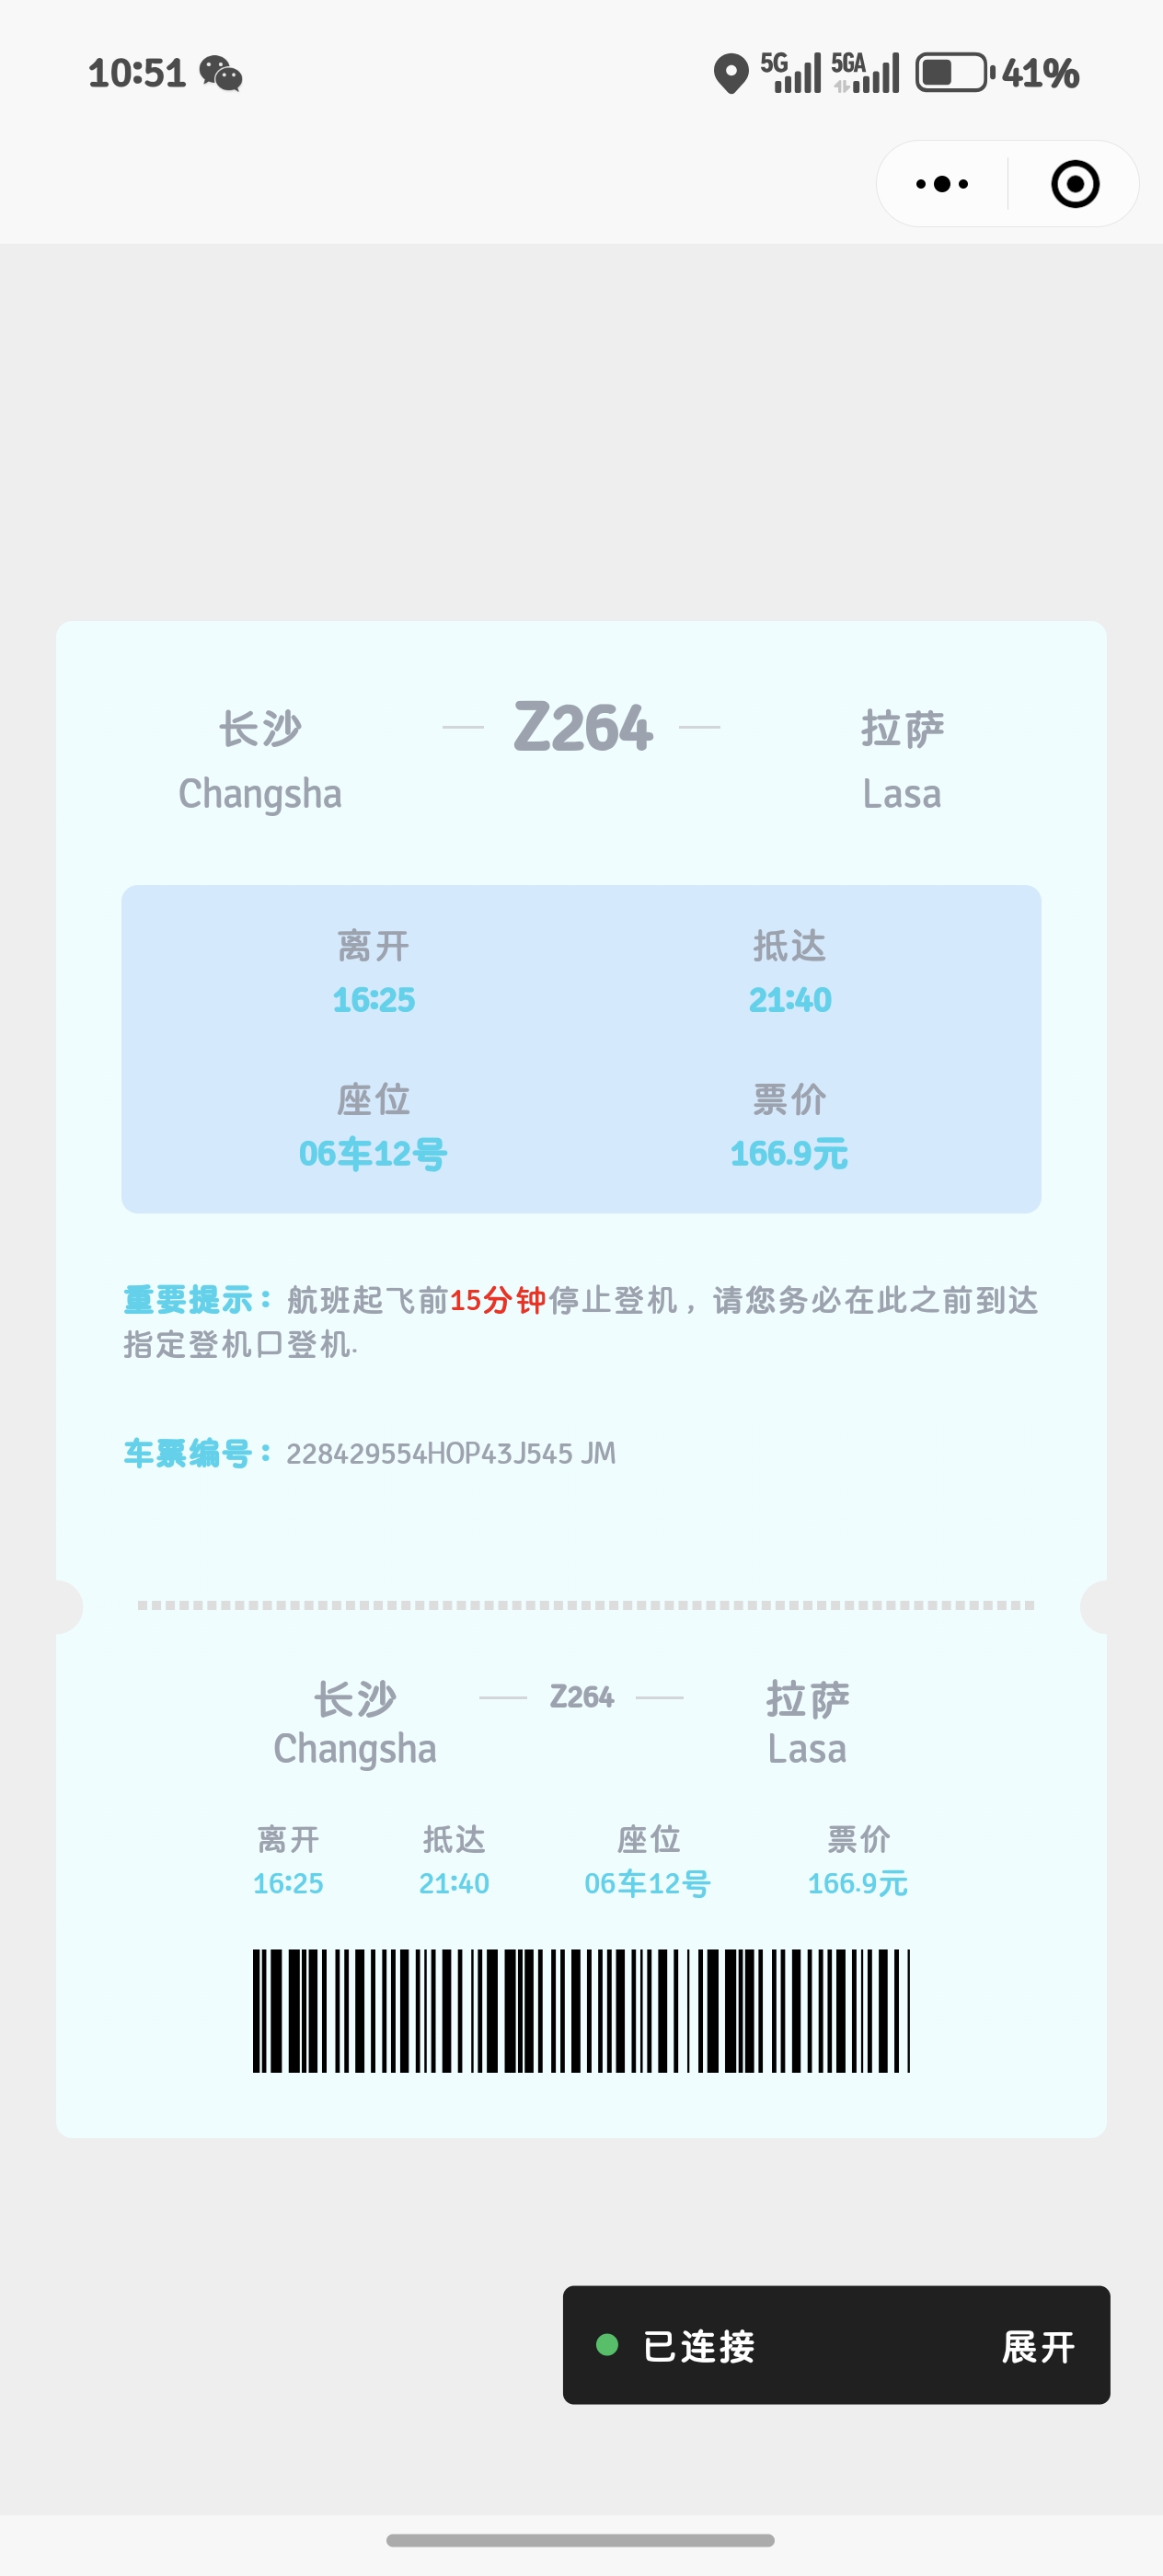 10:51 5G 5GA 41%
长沙 Z264 拉萨
Changsha Lasa
离开 抵达
16:25 21:40
座位 票价
06车12号 166.9元
重要提示：航班起飞前15分钟停止登机，请您务必在此之前到达
指定登机口登机.
车票编号：228429554HOP43J545 JM
长沙 Z264 拉萨
Changsha Lasa
离开 抵达 座位 票价
16:25 21:40 06车12号 166.9元
已连接 展开